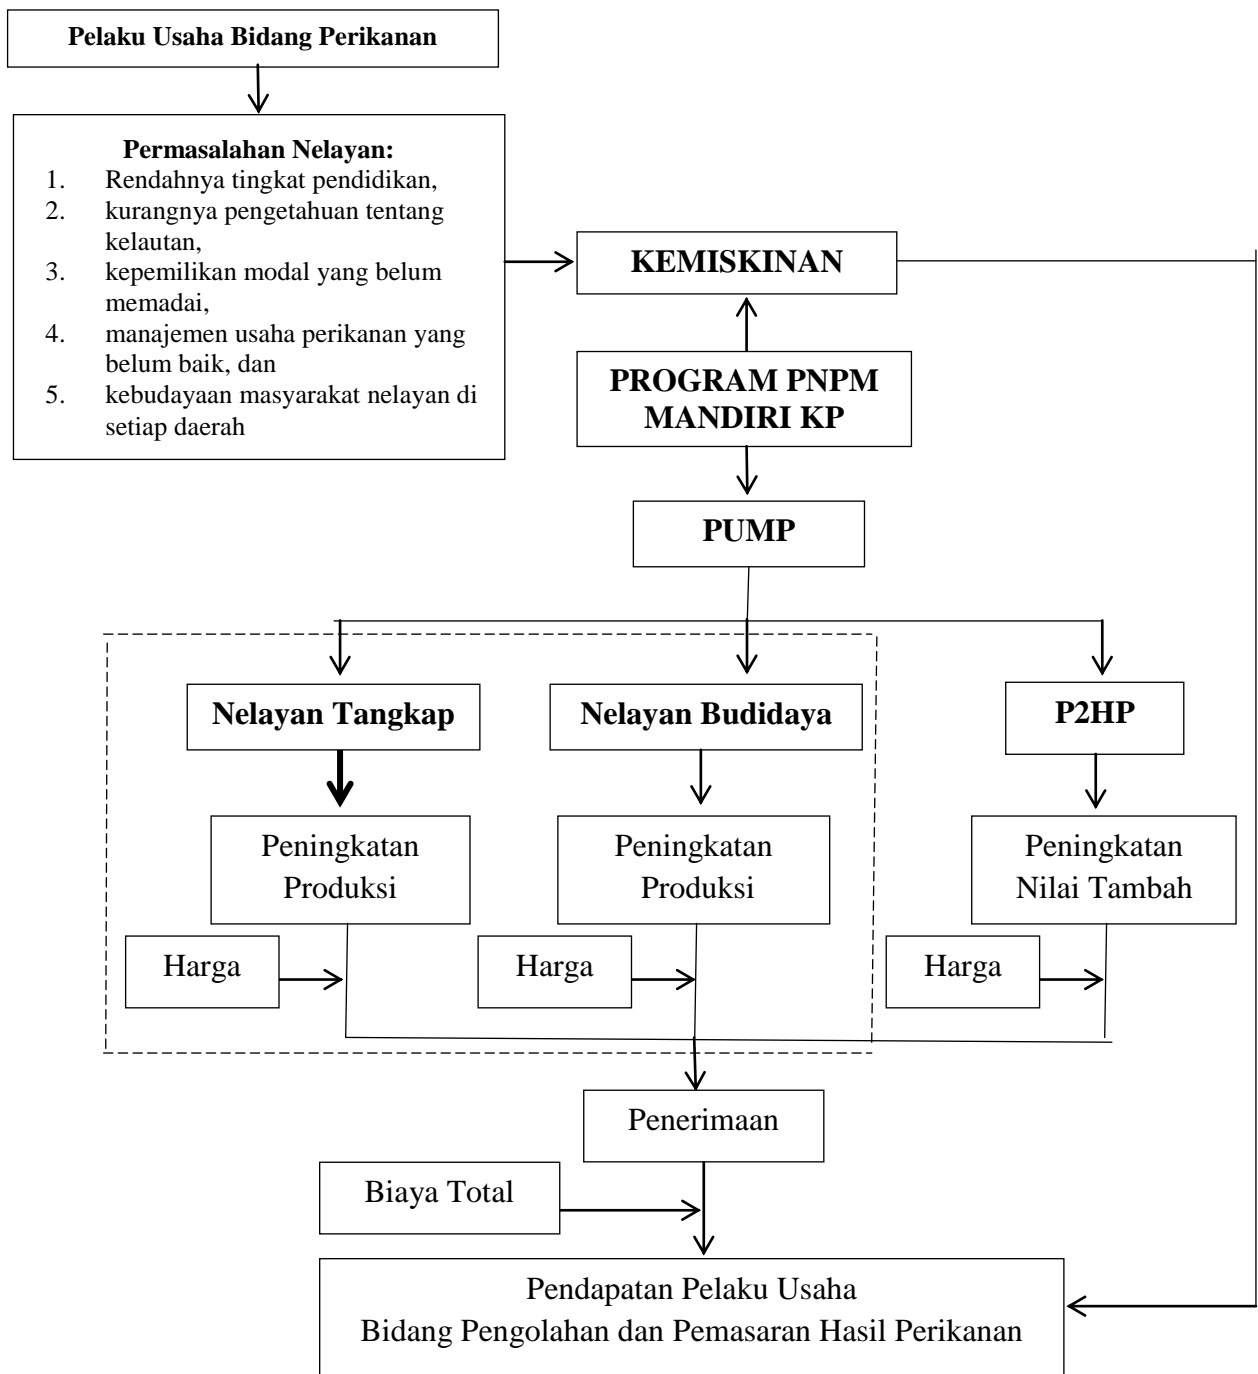 Pelaku Usaha Bidang Perikanan
Permasalahan Nelayan:
1. Rendahnya tingkat pendidikan,
2. kurangnya pengetahuan tentang
kelautan,
3. kepemilikan modal yang belum
memadai,
4. manajemen usaha perikanan yang
belum baik, dan
5. kebudayaan masyarakat nelayan di
setiap daerah
KEMISKINAN
PROGRAM PNPM
MANDIRI KP
PUMP
Nelayan Tangkap
Nelayan Budidaya
P2HP
Peningkatan
Produksi
Peningkatan
Produksi
Peningkatan
Nilai Tambah
Harga
Harga
Harga
Penerimaan
Biaya Total
Pendapatan Pelaku Usaha
Bidang Pengolahan dan Pemasaran Hasil Perikanan